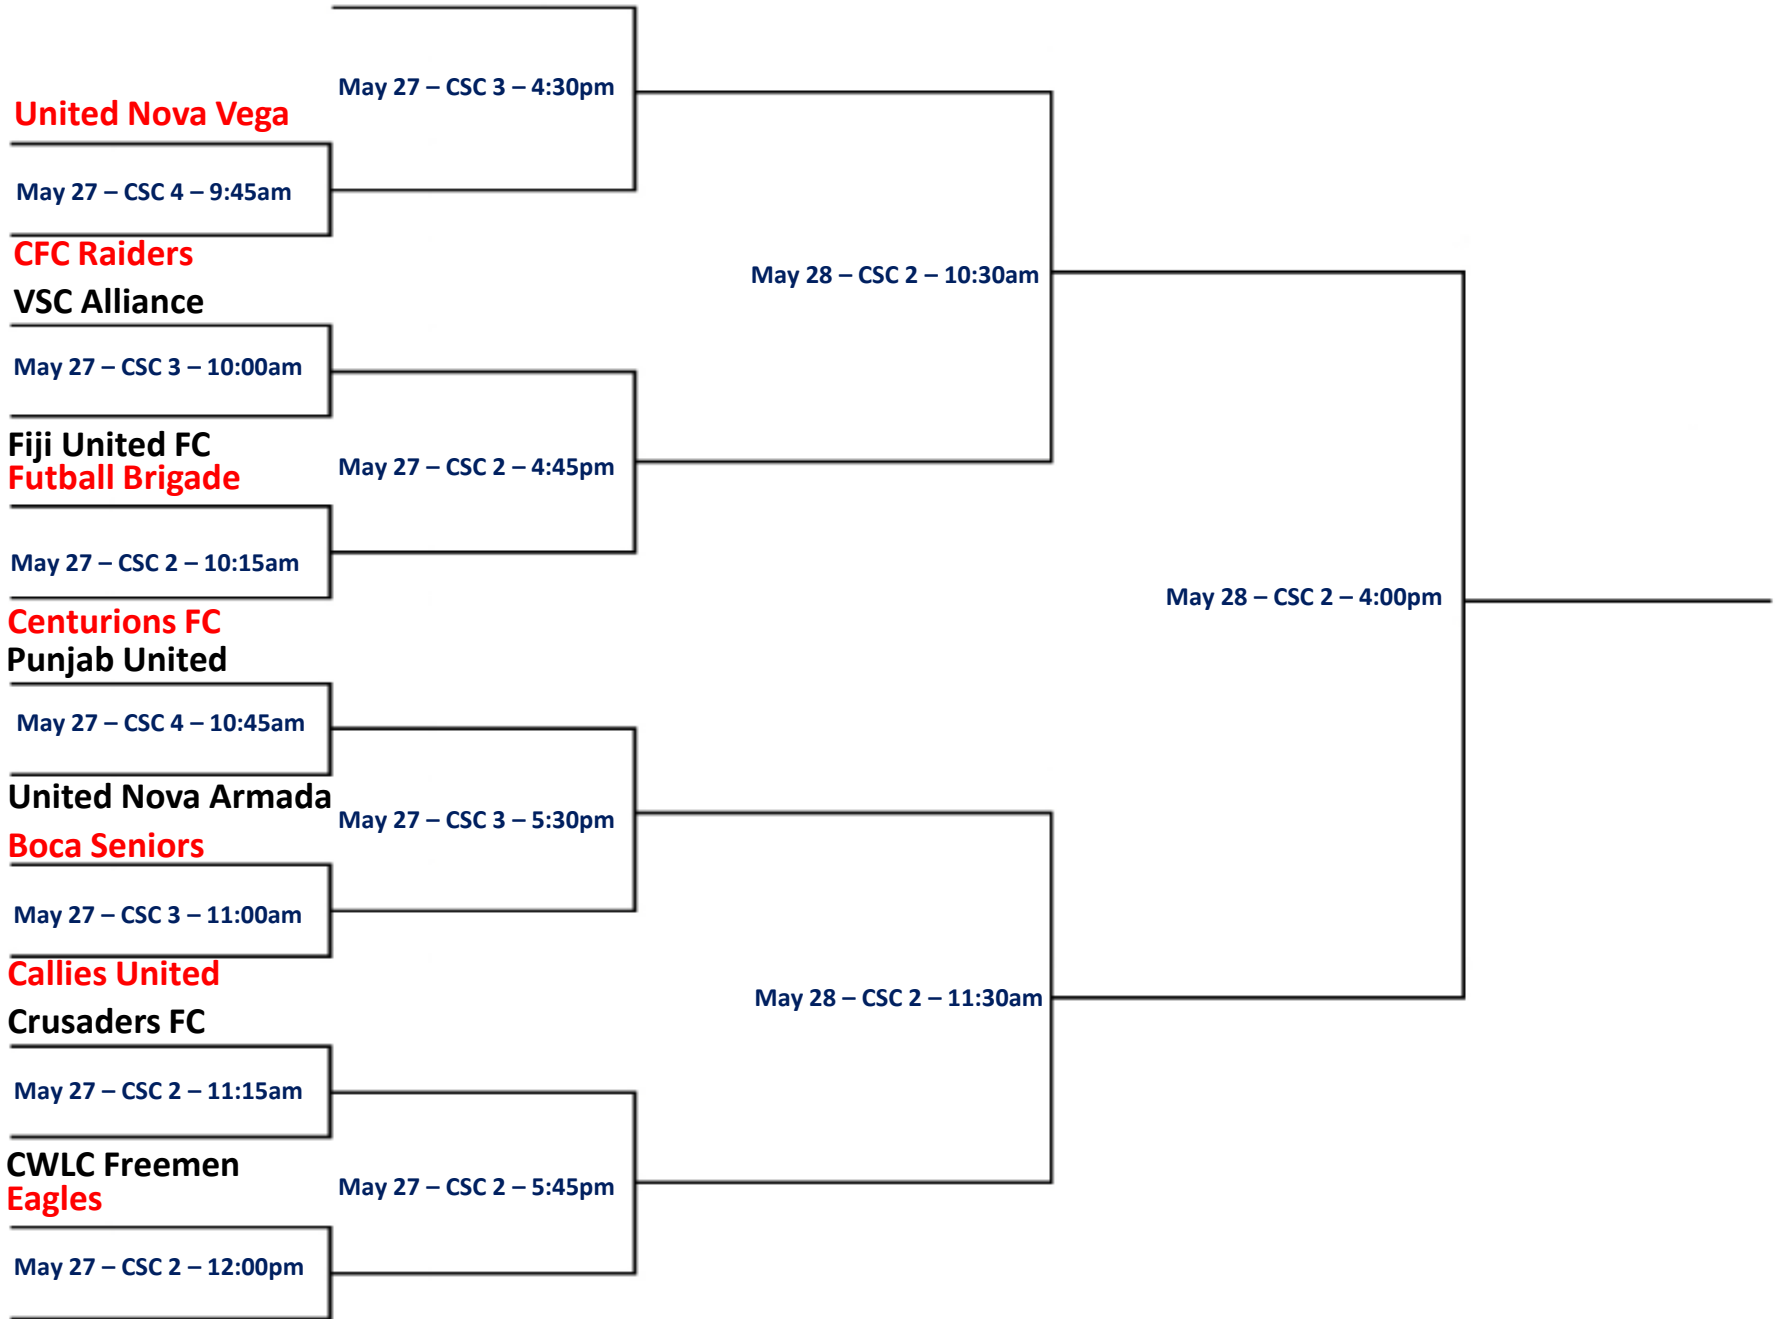 May 27 – CSC 3 – 4:30pm
United Nova Vega
May 27 – CSC 4 – 9:45am
CFC Raiders
May 28 – CSC 2 – 10:30am
VSC Alliance
May 27 – CSC 3 – 10:00am
Fiji United FC
May 27 – CSC 2 – 4:45pm
Futball Brigade
May 27 – CSC 2 – 10:15am
May 28 – CSC 2 – 4:00pm
Centurions FC
Punjab United
May 27 – CSC 4 – 10:45am
United Nova Armada
May 27 – CSC 3 – 5:30pm
Boca Seniors
May 27 – CSC 3 – 11:00am
Callies United
May 28 – CSC 2 – 11:30am
Crusaders FC
May 27 – CSC 2 – 11:15am
CWLC Freemen
May 27 – CSC 2 – 5:45pm
Eagles
May 27 – CSC 2 – 12:00pm